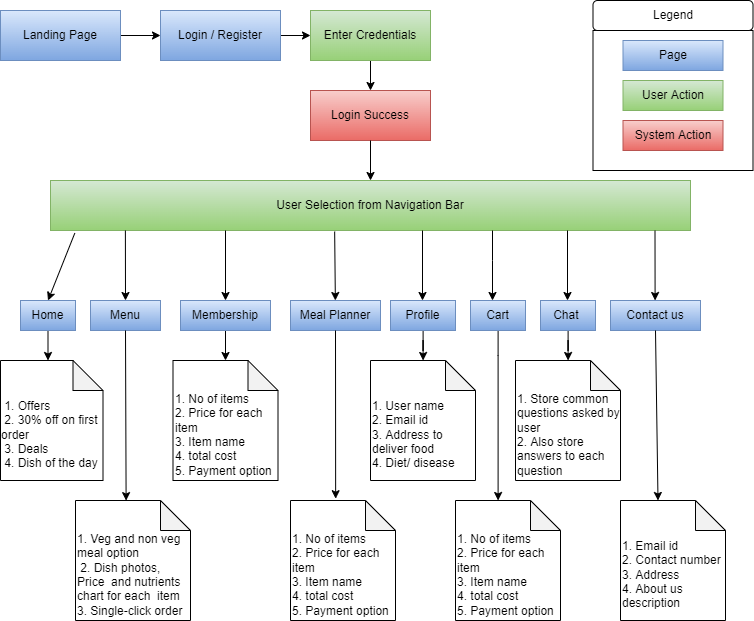 Landing Page
Login / Register
Enter Credentials
Legend
Page
User Action
System Action
Login Success
User Selection from Navigation Bar
Home
Menu
Membership
Meal Planner
Profile
Cart
Chat
Contact us
1. Offers
2. 30% off on first
order
3. Deals
4. Dish of the day
1. No of items
2. Price for each
item
3. Item name
4. total cost
5. Payment option
1. User name
2. Email id
3. Address to
deliver food
4. Diet/ disease
1. Store common
questions asked by
user
2. Also store
answers to each
question
1. Veg and non veg
meal option
2. Dish photos,
Price and nutrients
chart for each item
3. Single-click order
1. No of items
2. Price for each
item
3. Item name
4. total cost
5. Payment option
1. No of items
2. Price for each
item
3. Item name
4. total cost
5. Payment option
1. Email id
2. Contact number
3. Address
4. About us
description